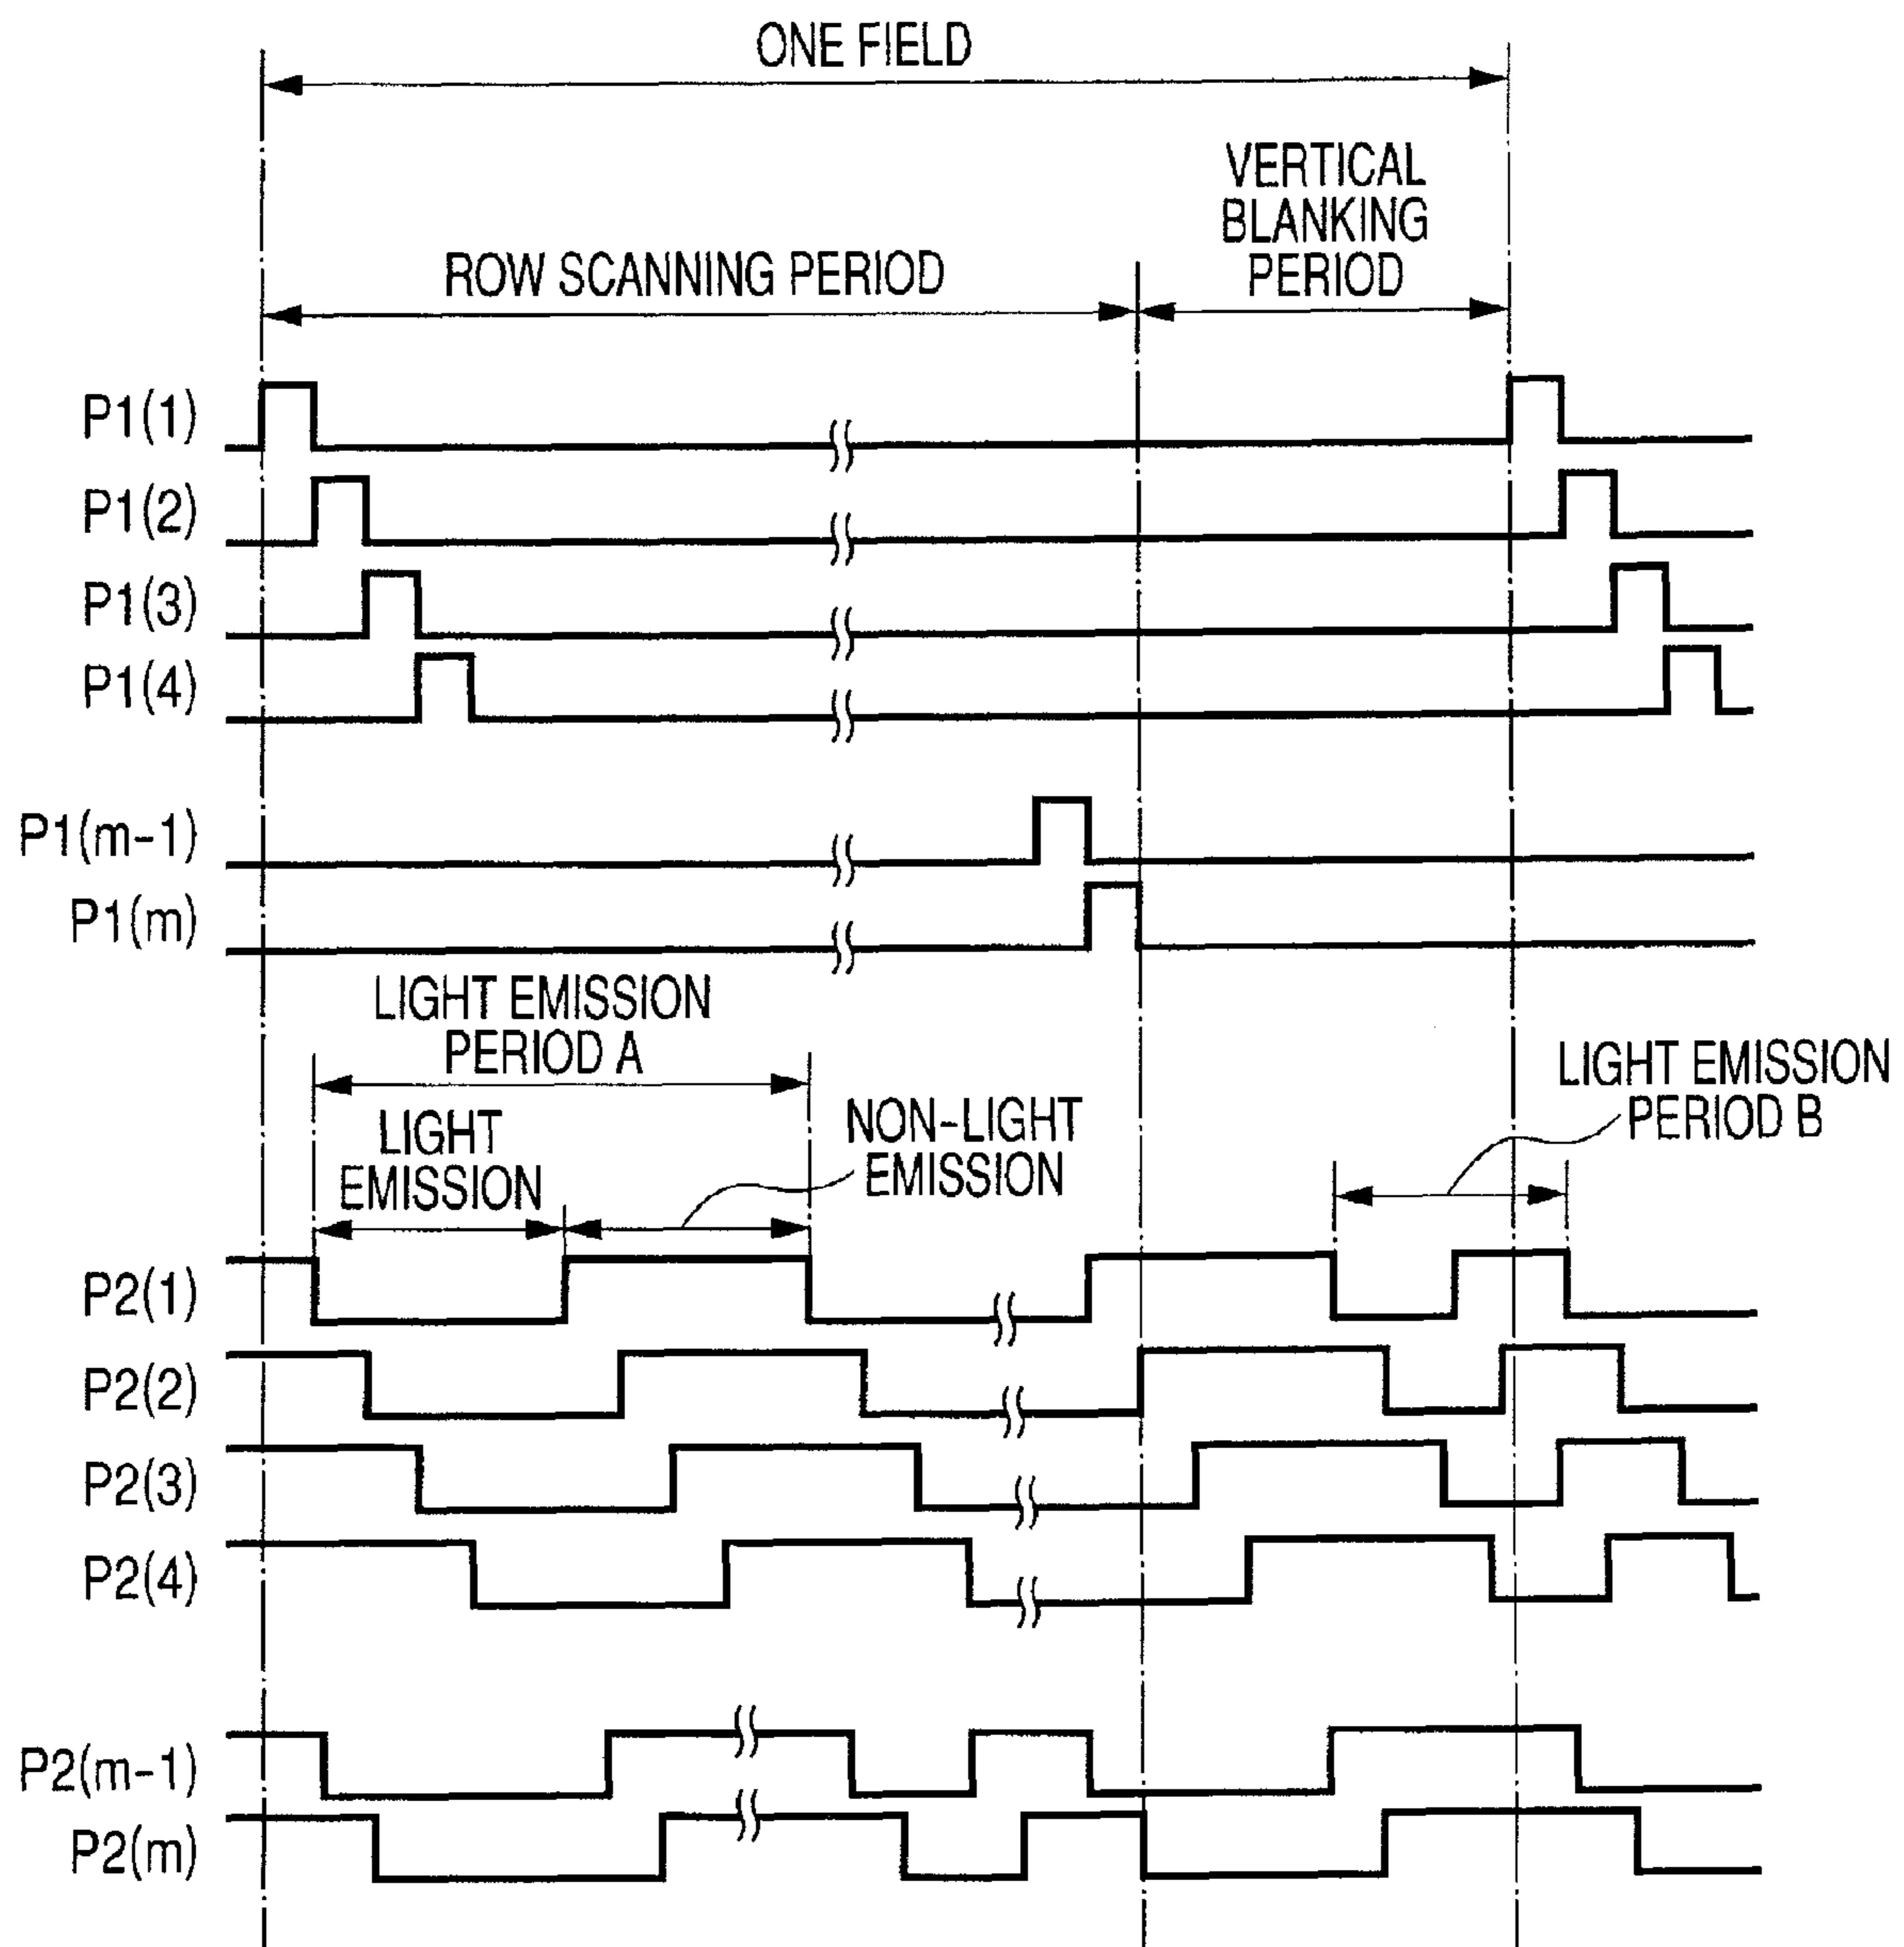 ONE FIELD
VERTICAL
BLANKING
PERIOD
ROW SCANNING PERIOD
P1(1)
P1(2)
P1(3)
P1(4)
P1(m-1)
P1(m)
LIGHT EMISSION
PERIOD A
LIGHT EMISSION
PERIOD B
LIGHT
EMISSION
NON-LIGHT
EMISSION
P2(1)
P2(2)
P2(3)
P2(4)
P2(m-1)
P2(m)